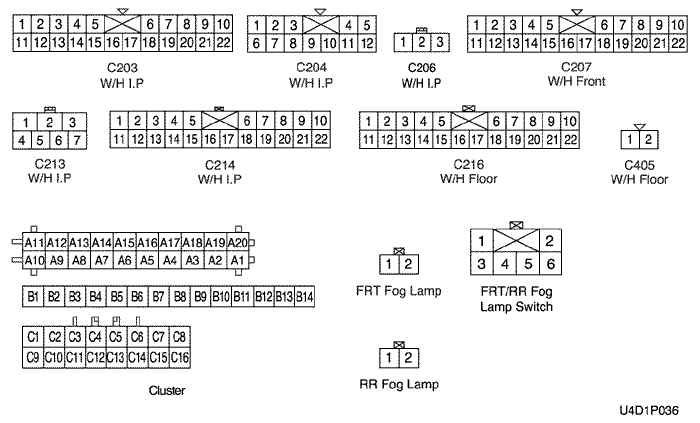 1 2 3 4 5 6 7 8 9 10 1 2 3 4 5 1 2 3 4 5 6 7 8 9 10
11 12 13 14 15 16 17 18 19 20 21 22 6 7 8 9 10 11 12 1 2 3 11 12 13 14 15 16 17 18 19 20 21 22
C203 C204 C206 C207
W/H I.P W/H I.P W/H I.P W/H Front
1 2 3 1 2 3 4 5 6 7 8 9 10 1 2 3 4 5 6 7 8 9 10
4 5 6 7 11 12 13 14 15 16 17 18 19 20 21 22 11 12 13 14 15 16 17 18 19 20 21 22 1 2
C213 C214 C216 C405
W/H I.P W/H I.P W/H Floor W/H Floor
A11 A12 A13 A14 A15 A16 A17 A18 A19 A20 1 2
A10 A9 A8 A7 A6 A5 A4 A3 A2 A1 1 2 3 4 5 6
FRT Fog Lamp FRT/RR Fog
Lamp Switch
B1 B2 B3 B4 B5 B6 B7 B8 B9 B10 B11 B12 B13 B14
C1 C2 C3 C4 C5 C6 C7 C8
C9 C10 C11 C12 C13 C14 C15 C16 1 2
Cluster RR Fog Lamp
U4D1P036